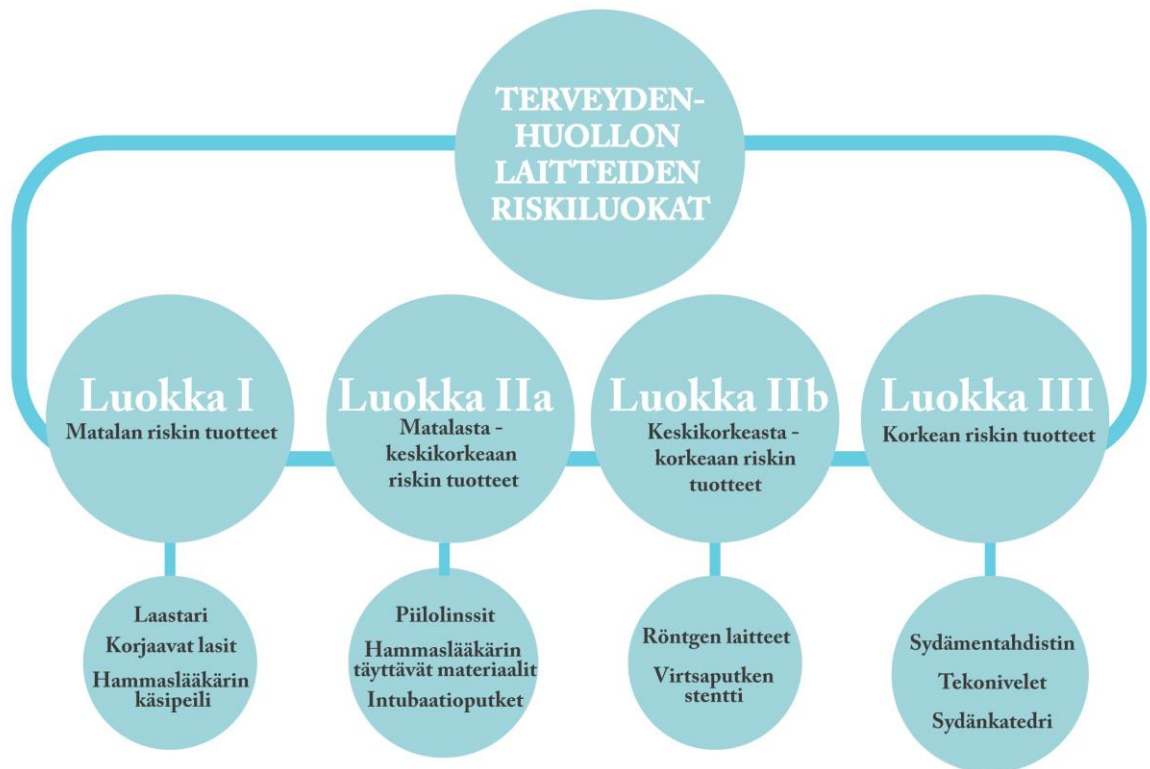 TERVEYDEN-
HUOLLON
LAITTEIDEN
RISKILUOKAT
Luokka I
Matalan riskin tuotteet
Luokka IIa
Matalasta -
keskikorkeaan
riskin tuotteet
Luokka IIb
Keskikorkeasta -
korkeaan riskin
tuotteet
Luokka III
Korkean riskin tuotteet
Laastari
Korjaavat lasit
Hammaslääkärin
käsipeili
Piilolinssit
Hammaslääkärin
täyttävät materiaalit
Intubaatioputket
Röntgen laitteet
Virtsaputken
stentti
Sydämentahdistin
Tekonivelet
Sydänkatedri